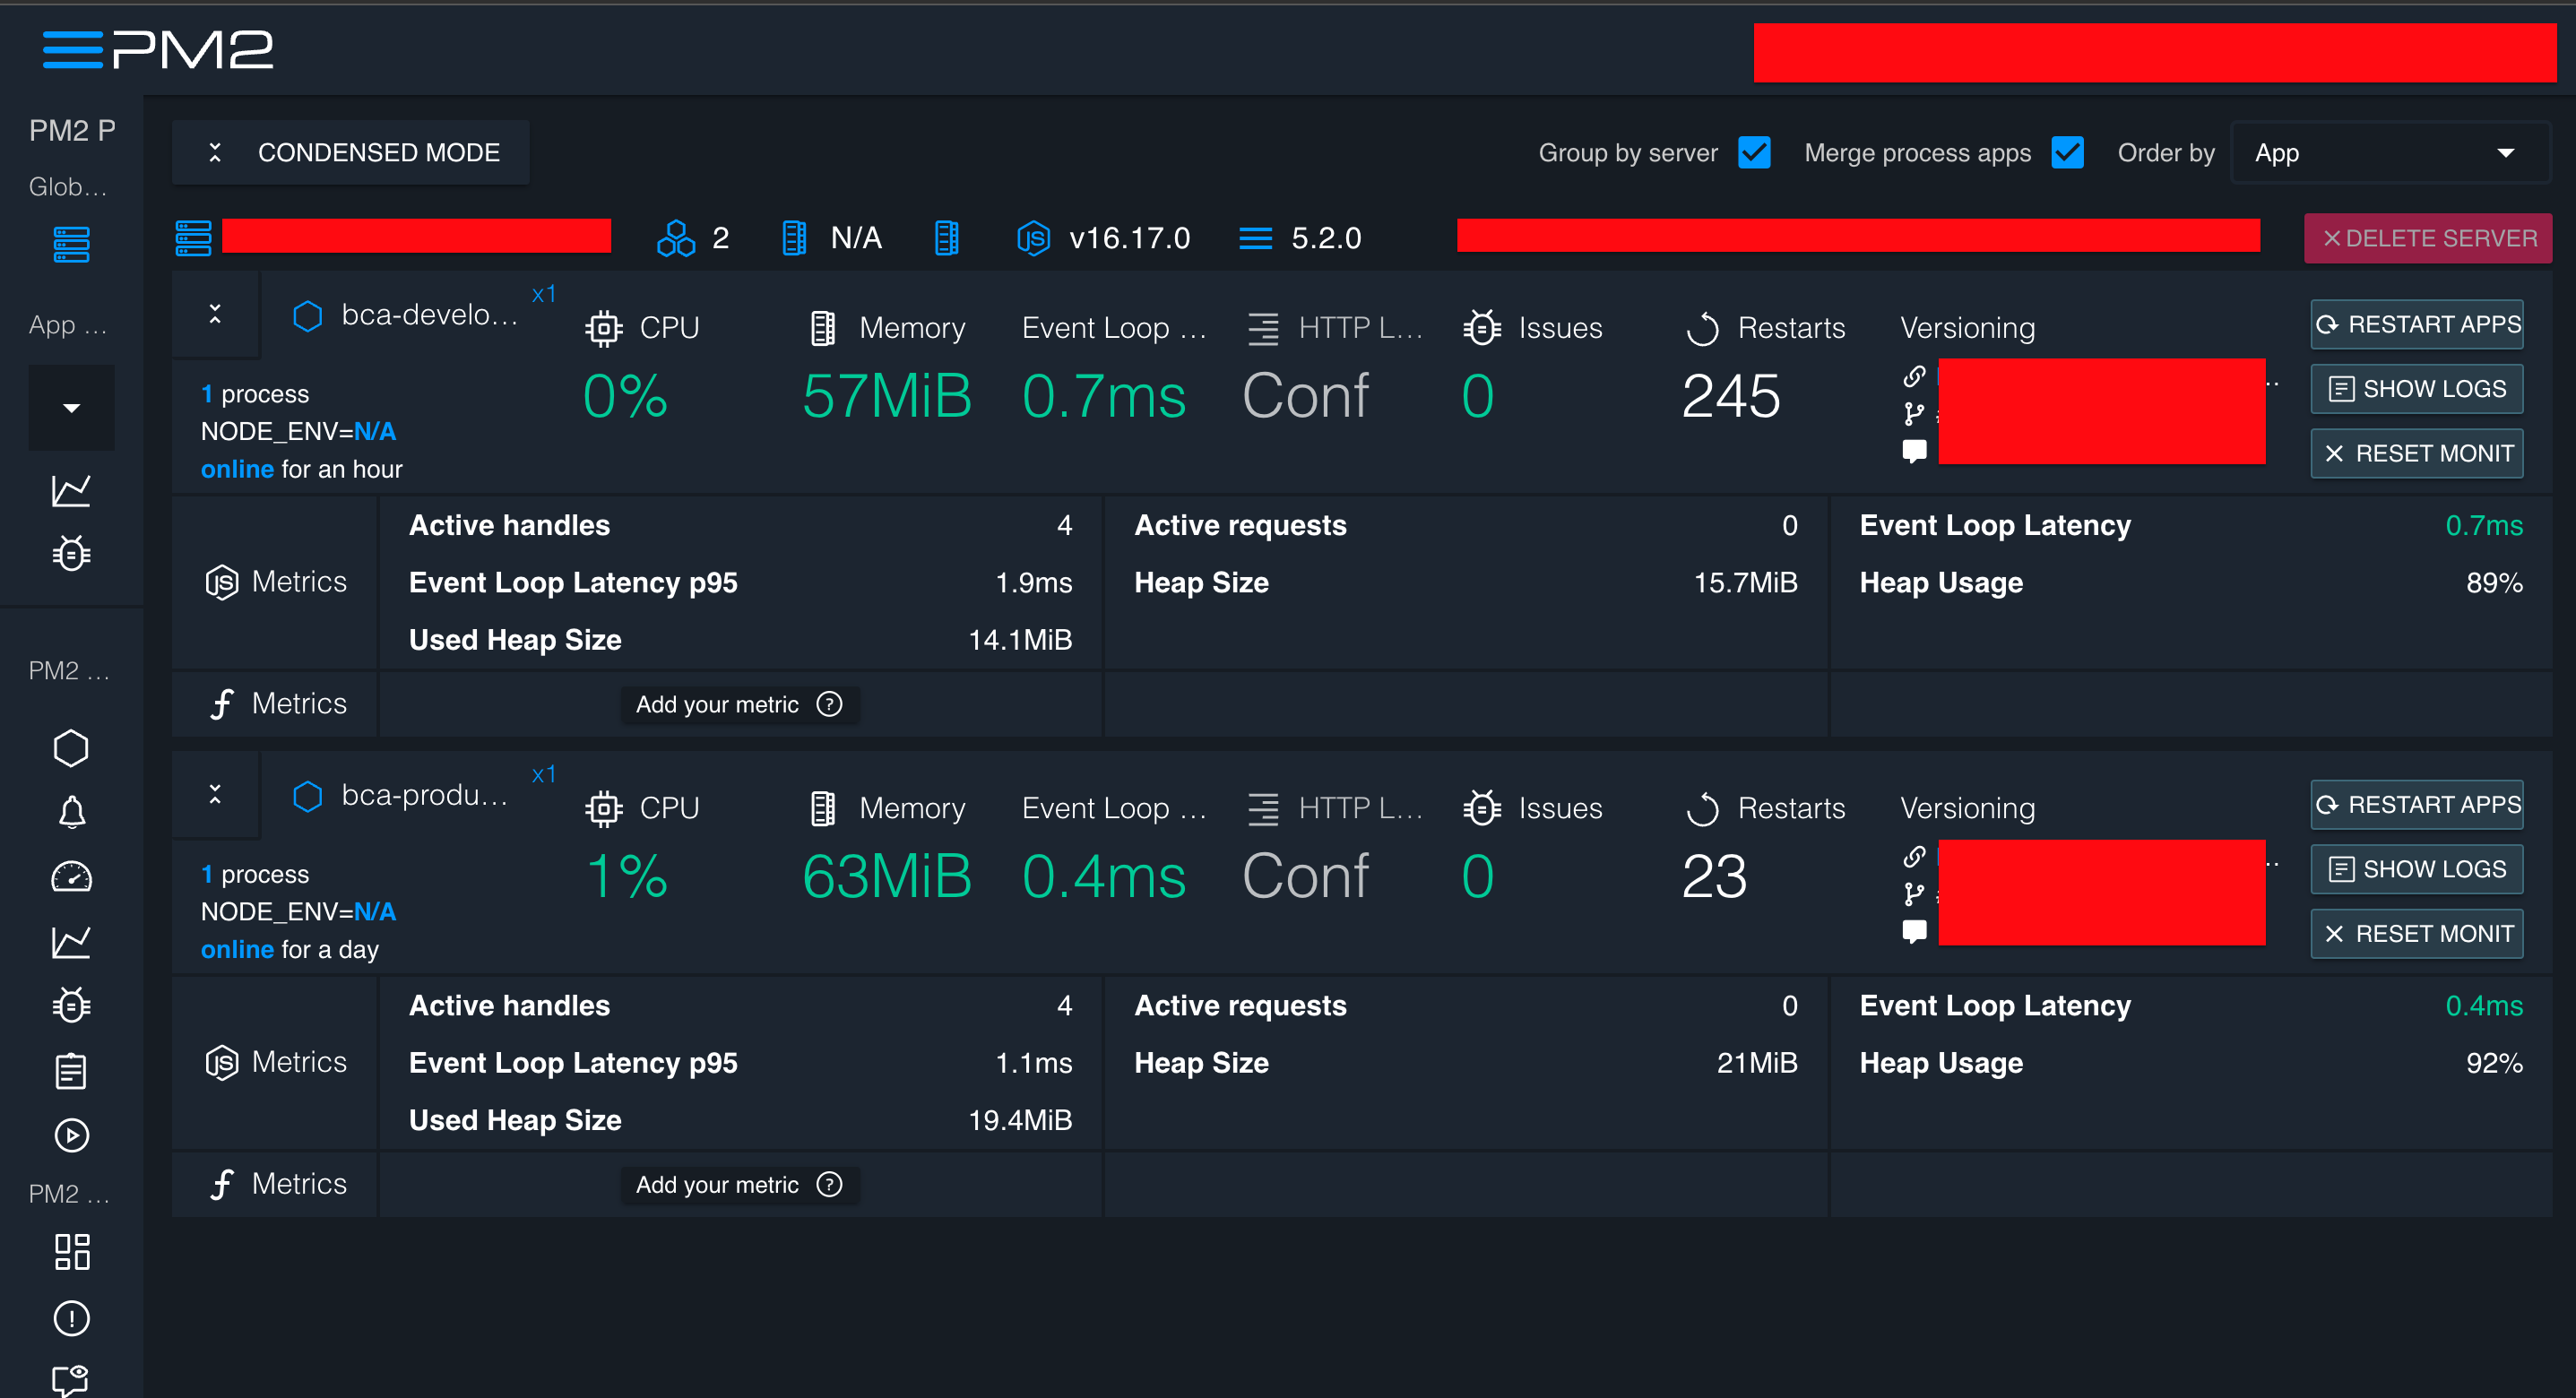 PM2
PM2 P
Glob...
App ...
PM2 ...
PM2 ...
CONDENSED MODE
Group by server
Merge process apps
Order by
App
2
N/A
JS
v16.17.0
5.2.0
DELETE SERVER
bca-develo...
x1
1 process
NODE_ENV=N/A
online for an hour
CPU
0%
Memory
57MiB
Event Loop ...
0.7ms
HTTP L...
Conf
Issues
0
Restarts
245
Versioning
RESTART APPS
SHOW LOGS
RESET MONIT
JS Metrics
Active handles 4
Event Loop Latency p95 1.9ms
Used Heap Size 14.1MiB
Active requests 0
Heap Size 15.7MiB
Event Loop Latency 0.7ms
Heap Usage 89%
f Metrics
Add your metric ?
bca-produ...
x1
1 process
NODE_ENV=N/A
online for a day
CPU
1%
Memory
63MiB
Event Loop ...
0.4ms
HTTP L...
Conf
Issues
0
Restarts
23
Versioning
RESTART APPS
SHOW LOGS
RESET MONIT
JS Metrics
Active handles 4
Event Loop Latency p95 1.1ms
Used Heap Size 19.4MiB
Active requests 0
Heap Size 21MiB
Event Loop Latency 0.4ms
Heap Usage 92%
f Metrics
Add your metric ?